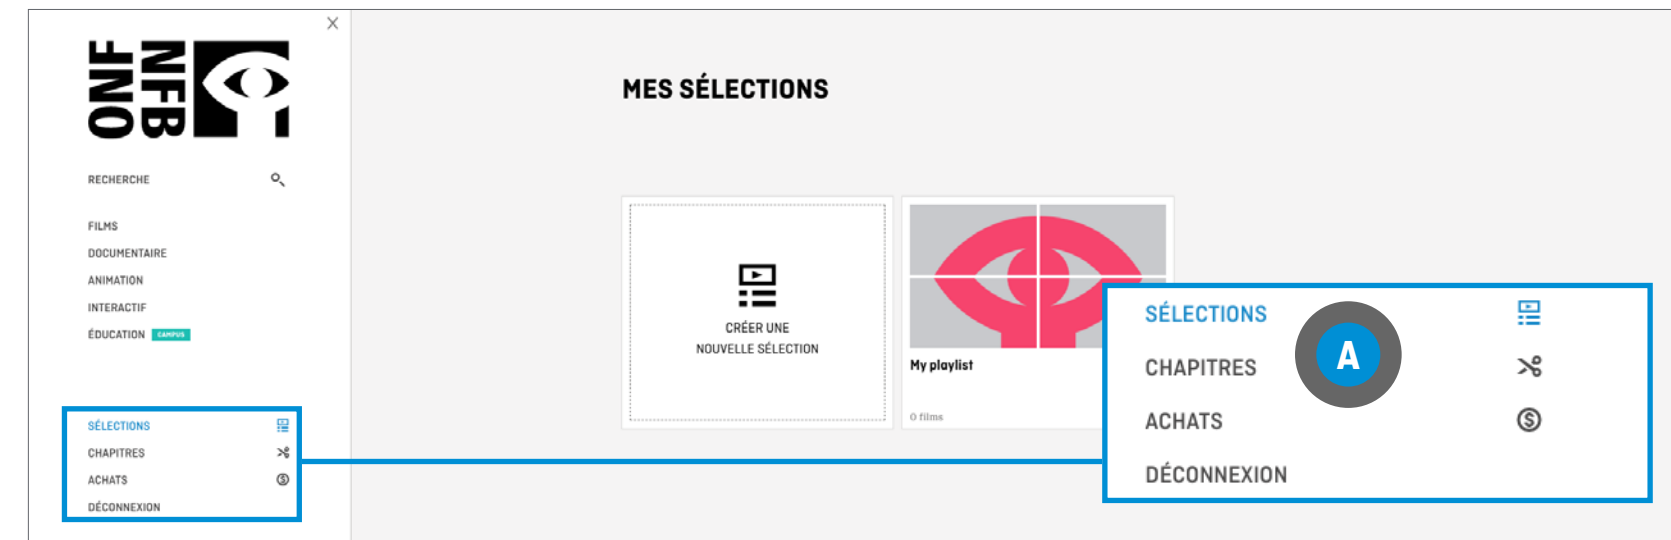 X
ONF
NFB
RECHERCHE
FILMS
DOCUMENTAIRE
ANIMATION
INTERACTIF
ÉDUCATION CAMPUS
SÉLECTIONS
CHAPITRES
ACHATS
DÉCONNEXION
MES SÉLECTIONS
CRÉER UNE
NOUVELLE SÉLECTION
My playlist
0 films
SÉLECTIONS
CHAPITRES
ACHATS
DÉCONNEXION
A